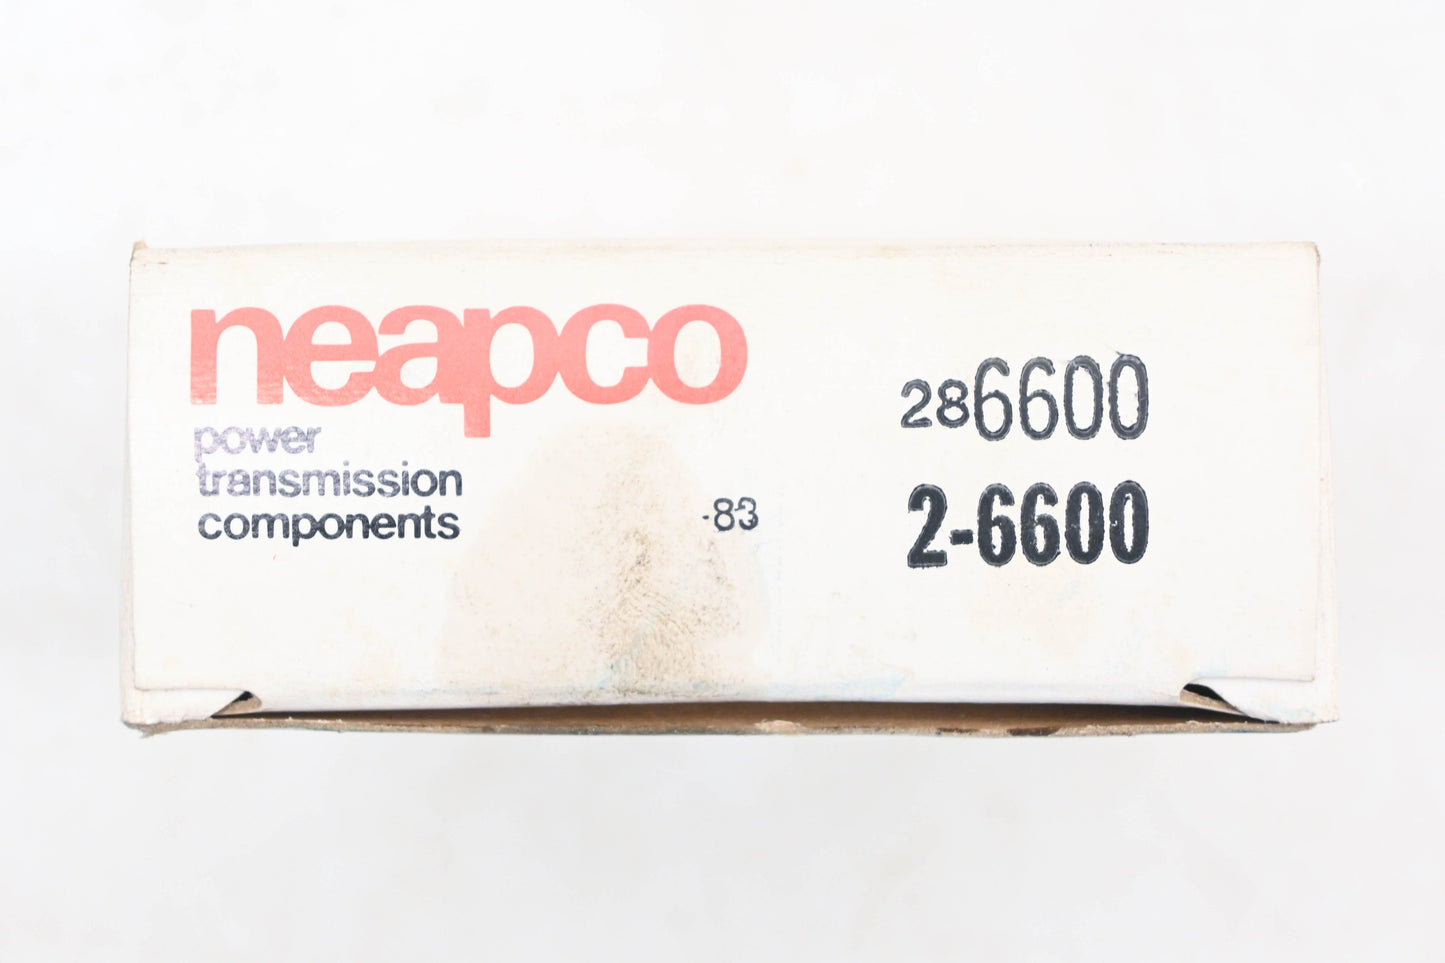 neapco
power
transmission
components
-83
286600
2-6600